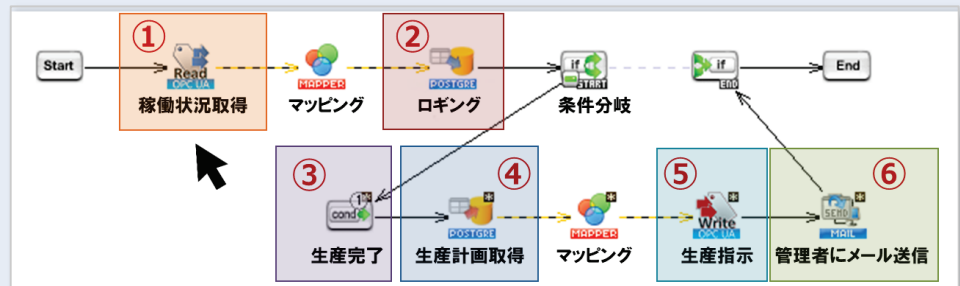 ①
②
Start
Read
OPC UA
MAPPER
POSTGRE
if
START
if
END
End
稼働状況取得
マッピング
ロギング
条件分岐
③
④
⑤
⑥
1*
cond
*
POSTGRE
*
MAPPER
*
Write
OPC UA
*
SEND
MAIL
生産完了
生産計画取得
マッピング
生産指示
管理者にメール送信